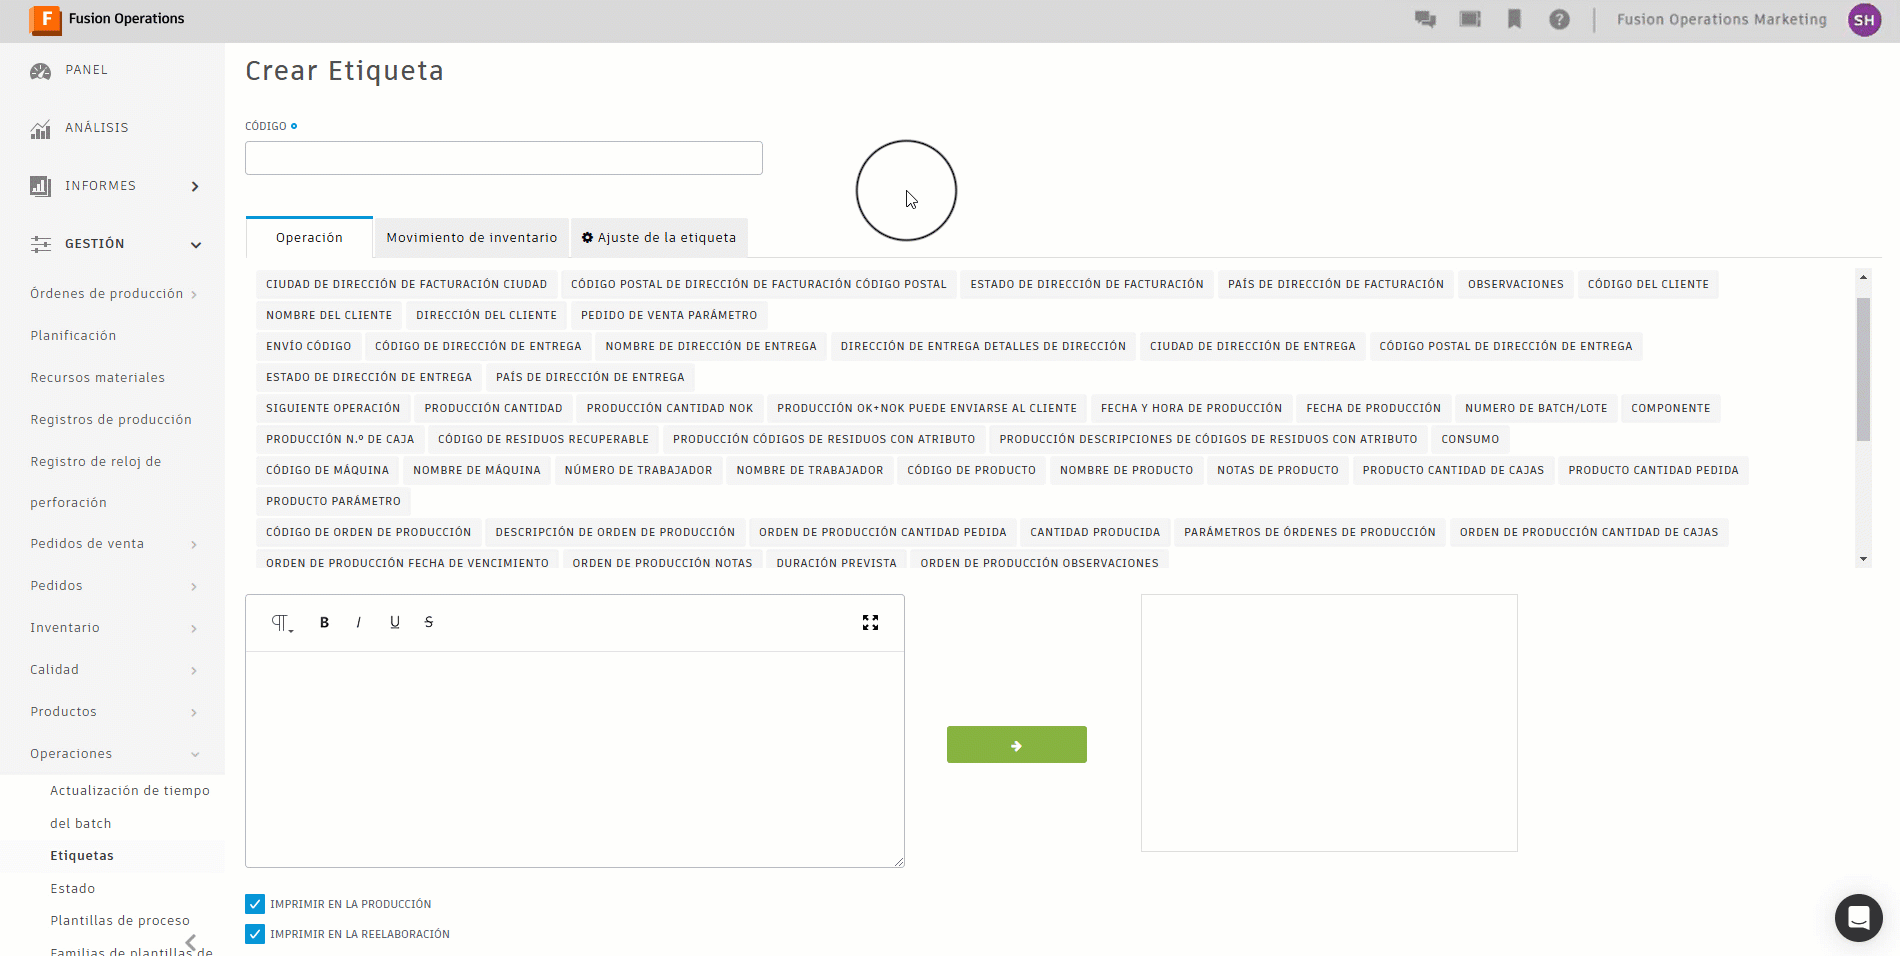 F Fusion Operations
Fusion Operations Marketing SH
PANEL
ANÁLISIS
INFORMES
GESTIÓN
Órdenes de producción
Planificación
Recursos materiales
Registros de producción
Registro de reloj de
perforación
Pedidos de venta
Pedidos
Inventario
Calidad
Productos
Operaciones
Actualización de tiempo
del batch
Etiquetas
Estado
Plantillas de proceso
Familias de plantillas de
Crear Etiqueta
CÓDIGO
Operación Movimiento de inventario Ajuste de la etiqueta
CIUDAD DE DIRECCIÓN DE FACTURACIÓN CIUDAD CÓDIGO POSTAL DE DIRECCIÓN DE FACTURACIÓN CÓDIGO POSTAL ESTADO DE DIRECCIÓN DE FACTURACIÓN PAÍS DE DIRECCIÓN DE FACTURACIÓN OBSERVACIONES CÓDIGO DEL CLIENTE
NOMBRE DEL CLIENTE DIRECCIÓN DEL CLIENTE PEDIDO DE VENTA PARÁMETRO
ENVÍO CÓDIGO CÓDIGO DE DIRECCIÓN DE ENTREGA NOMBRE DE DIRECCIÓN DE ENTREGA DIRECCIÓN DE ENTREGA DETALLES DE DIRECCIÓN CIUDAD DE DIRECCIÓN DE ENTREGA CÓDIGO POSTAL DE DIRECCIÓN DE ENTREGA
ESTADO DE DIRECCIÓN DE ENTREGA PAÍS DE DIRECCIÓN DE ENTREGA
SIGUIENTE OPERACIÓN PRODUCCIÓN CANTIDAD PRODUCCIÓN CANTIDAD NOK PRODUCCIÓN OK+NOK PUEDE ENVIARSE AL CLIENTE FECHA Y HORA DE PRODUCCIÓN FECHA DE PRODUCCIÓN NUMERO DE BATCH/LOTE COMPONENTE
PRODUCCIÓN N.º DE CAJA CÓDIGO DE RESIDUOS RECUPERABLE PRODUCCIÓN CÓDIGOS DE RESIDUOS CON ATRIBUTO PRODUCCIÓN DESCRIPCIONES DE CÓDIGOS DE RESIDUOS CON ATRIBUTO CONSUMO
CÓDIGO DE MÁQUINA NOMBRE DE MÁQUINA NÚMERO DE TRABAJADOR NOMBRE DE TRABAJADOR CÓDIGO DE PRODUCTO NOMBRE DE PRODUCTO NOTAS DE PRODUCTO PRODUCTO CANTIDAD DE CAJAS PRODUCTO CANTIDAD PEDIDA
PRODUCTO PARÁMETRO
CÓDIGO DE ORDEN DE PRODUCCIÓN DESCRIPCIÓN DE ORDEN DE PRODUCCIÓN ORDEN DE PRODUCCIÓN CANTIDAD PEDIDA CANTIDAD PRODUCIDA PARÁMETROS DE ÓRDENES DE PRODUCCIÓN ORDEN DE PRODUCCIÓN CANTIDAD DE CAJAS
ORDEN DE PRODUCCIÓN FECHA DE VENCIMIENTO ORDEN DE PRODUCCIÓN NOTAS DURACIÓN PREVISTA ORDEN DE PRODUCCIÓN OBSERVACIONES
B I U S
IMPRIMIR EN LA PRODUCCIÓN
IMPRIMIR EN LA REELABORACIÓN